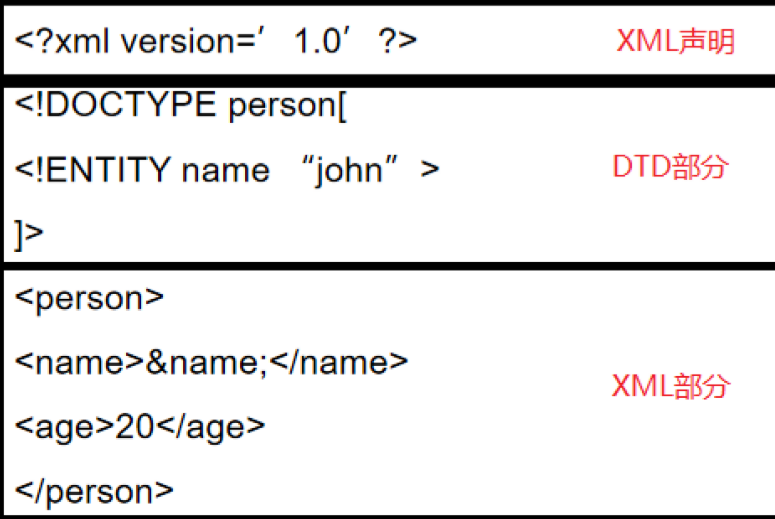 <?xml version=′ 1.0′ ?> XML声明
<!DOCTYPE person[
<!ENTITY name “john” > DTD部分
]>
<person>
<name>&name;</name>
XML部分
<age>20</age>
</person>